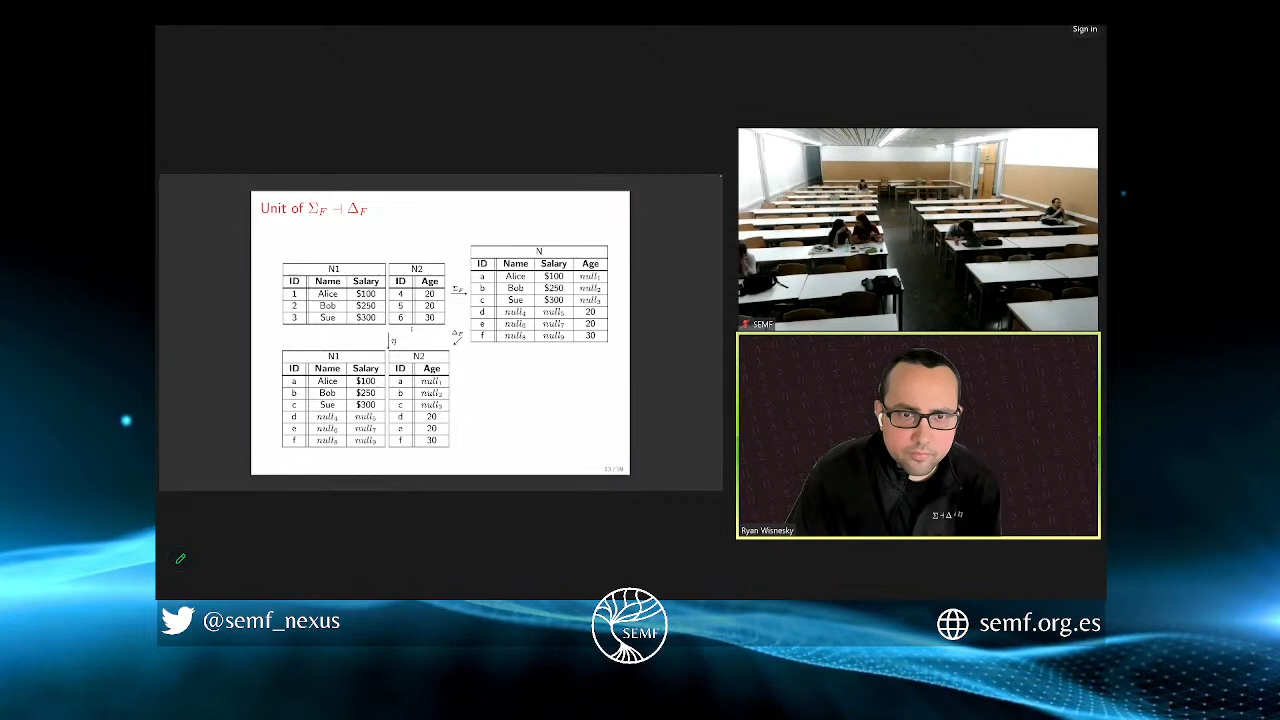 Sign in
Unit of Σ_F ⊣ Δ_F
N1 N2
ID Name Salary ID Age
1 Alice $100 4 20
2 Bob $250 5 20
3 Sue $300 6 30
Σ_F
N
ID Name Salary Age
a Alice $100 null₁
b Bob $250 null₂
c Sue $300 null₃
d null₄ null₅ 20
e null₆ null₇ 20
f null₈ null₉ 30
η
Δ_F
N1 N2
ID Name Salary ID Age
a Alice $100 a null₁
b Bob $250 b null₂
c Sue $300 c null₃
d null₄ null₅ d 20
e null₆ null₇ e 20
f null₈ null₉ f 30
13 / 39
SEMF
Ryan Wisnesky
@semf_nexus
SEMF
semf.org.es